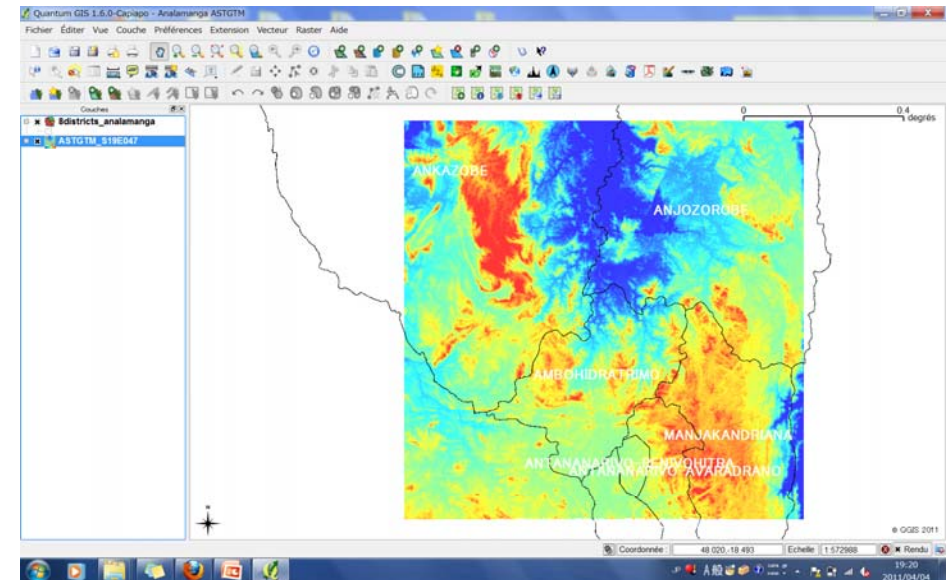 Quantum GIS 1.6.0-Capiapo - Analamanga ASTGTM
Fichier Éditer Vue Couche Préférences Extension Vecteur Raster Aide
Couches
8districts_analamanga
ASTGTM_S19E047
0 0.4
degrés
ANKAZOBE
ANJOZOROBE
AMBOHIDRATRIMO
MANJAKANDRIANA
ANTANANARIVO RENIVOHITRA
ANTANANARIVO AVARADRANO
N
© QGIS 2011
Coordonnée : 48.020,-18.493 Echelle 1:572988 Rendu
JP A 般
19:20
2011/04/04